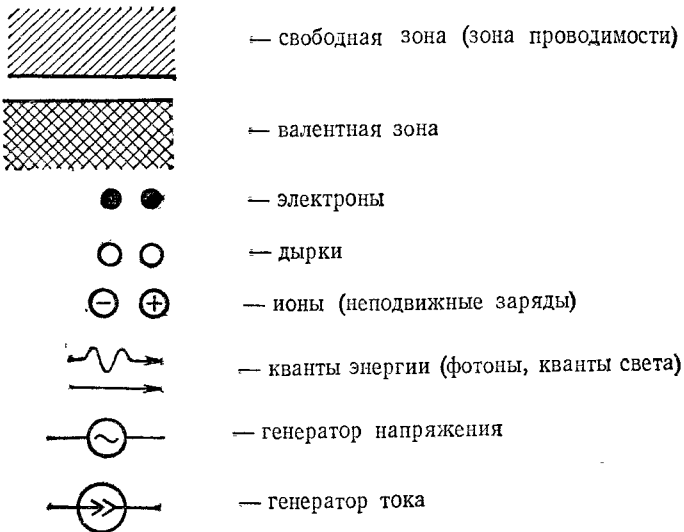 — свободная зона (зона проводимости)
— валентная зона
— электроны
— дырки
— ионы (неподвижные заряды)
— кванты энергии (фотоны, кванты света)
— генератор напряжения
— генератор тока